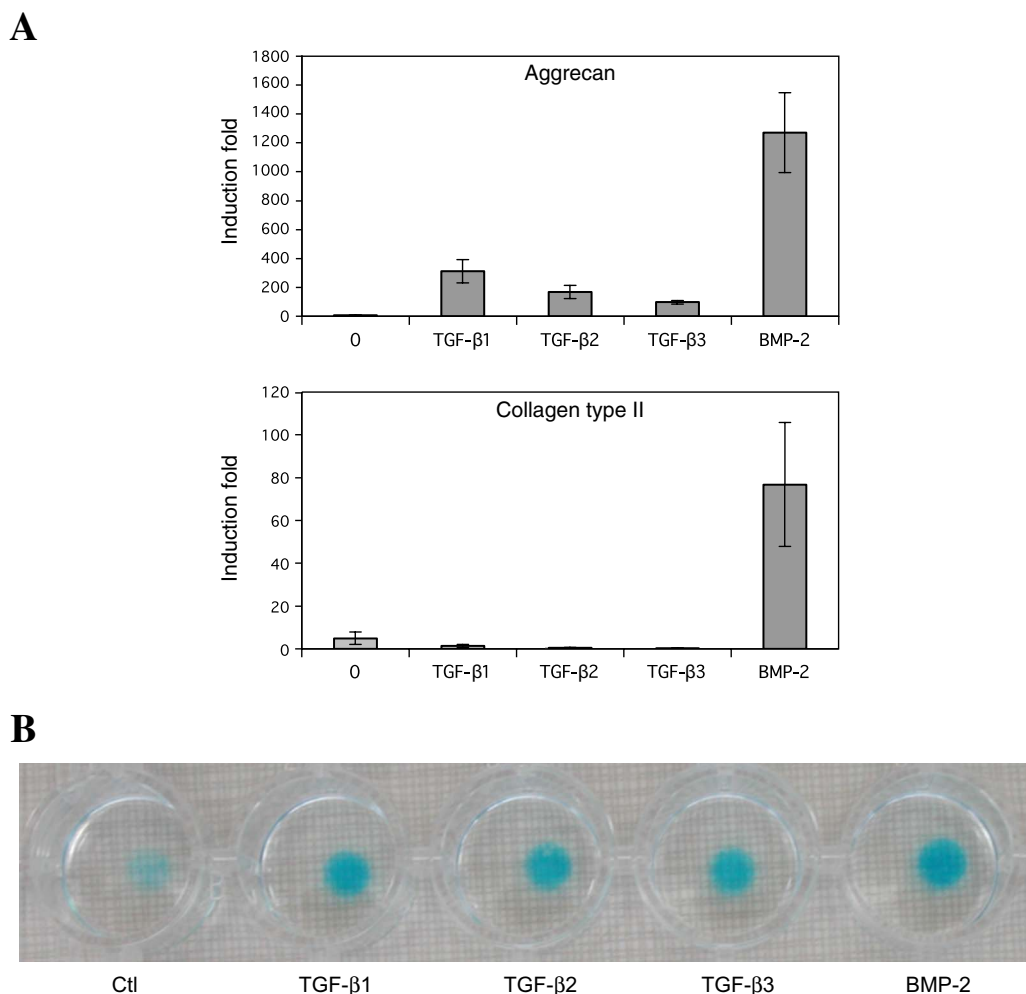 A
Aggrecan
Induction fold
1800
1600
1400
1200
1000
800
600
400
200
0
0 TGF-β1 TGF-β2 TGF-β3 BMP-2
Collagen type II
Induction fold
120
100
80
60
40
20
0
0 TGF-β1 TGF-β2 TGF-β3 BMP-2
B
Ctl TGF-β1 TGF-β2 TGF-β3 BMP-2